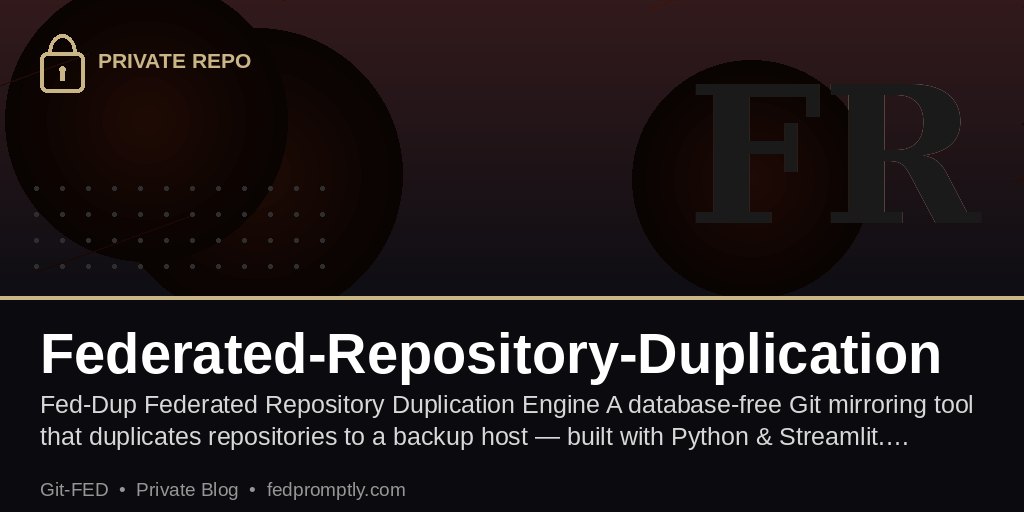 PRIVATE REPO
FR
Federated-Repository-Duplication
Fed-Dup Federated Repository Duplication Engine A database-free Git mirroring tool
that duplicates repositories to a backup host — built with Python & Streamlit.…
Git-FED • Private Blog • fedpromptly.com